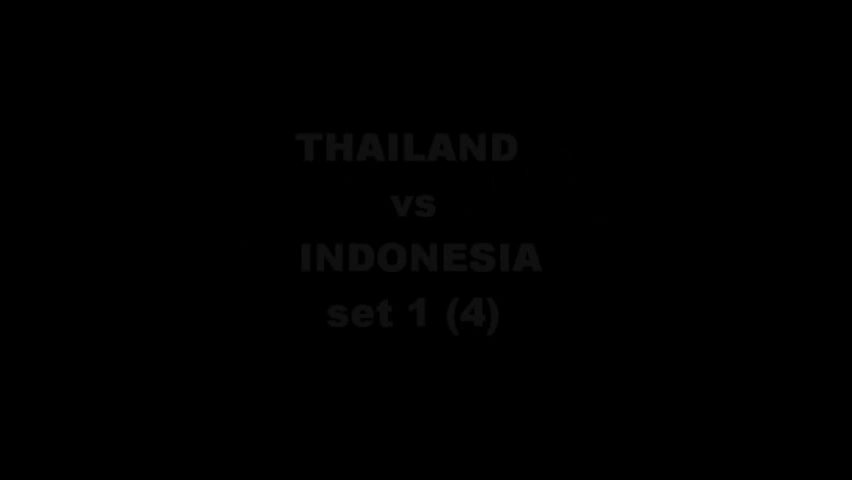 THAILAND
vs
INDONESIA
set 1 (4)